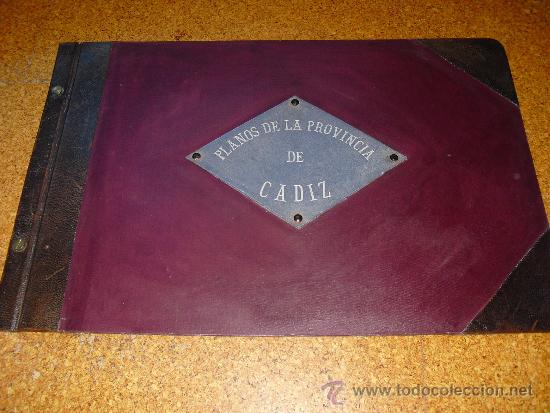 PLANOS DE LA PROVINCIA
DE
CADIZ
www.todocoleccion.net